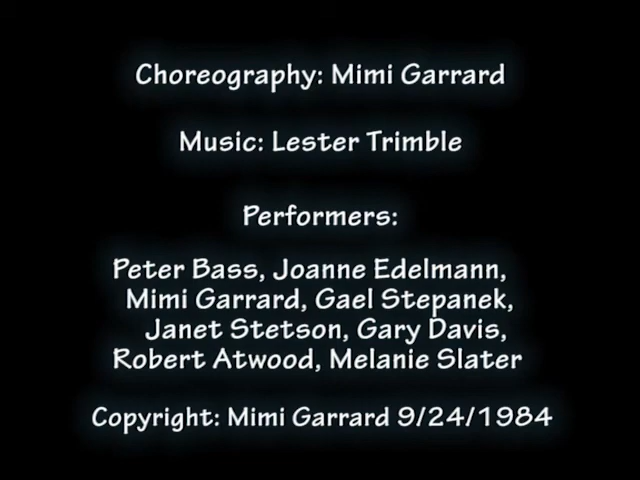 Choreography: Mimi Garrard
Music: Lester Trimble
Performers:
Peter Bass, Joanne Edelmann,
Mimi Garrard, Gael Stepanek,
Janet Stetson, Gary Davis,
Robert Atwood, Melanie Slater
Copyright: Mimi Garrard 9/24/1984